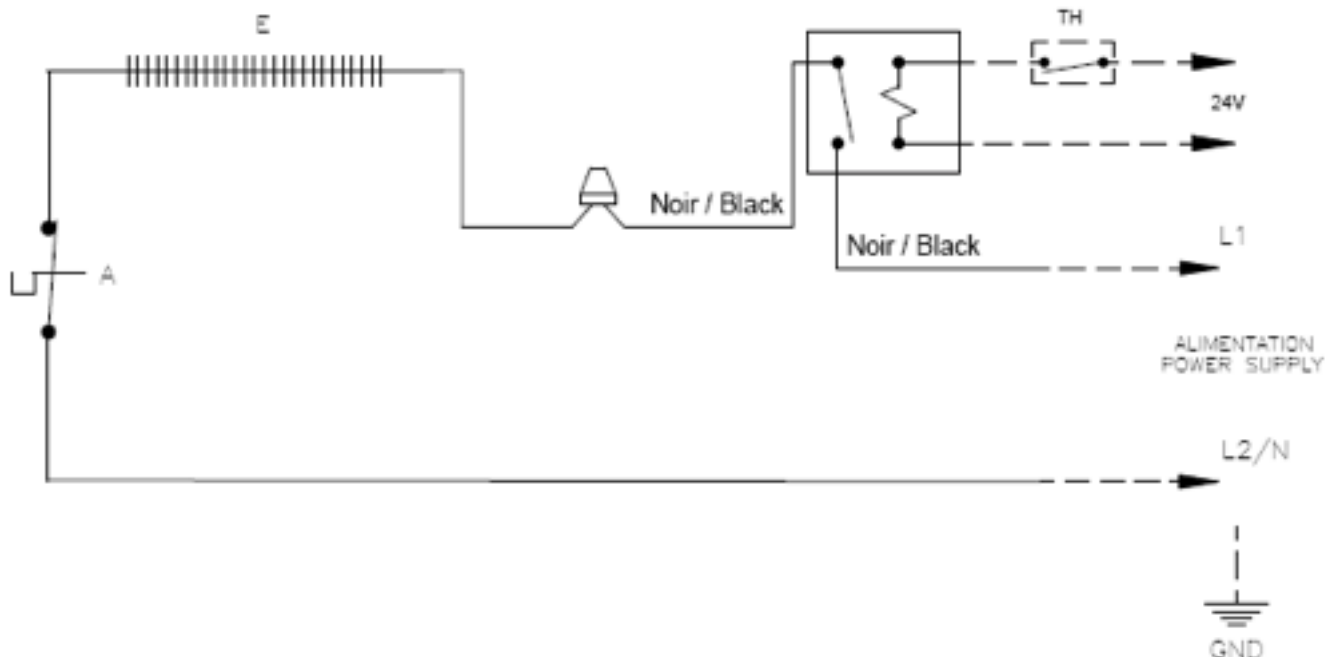 E
TH
24V
Noir / Black
Noir / Black
L1
A
ALIMENTATION
POWER SUPPLY
L2/N
GND